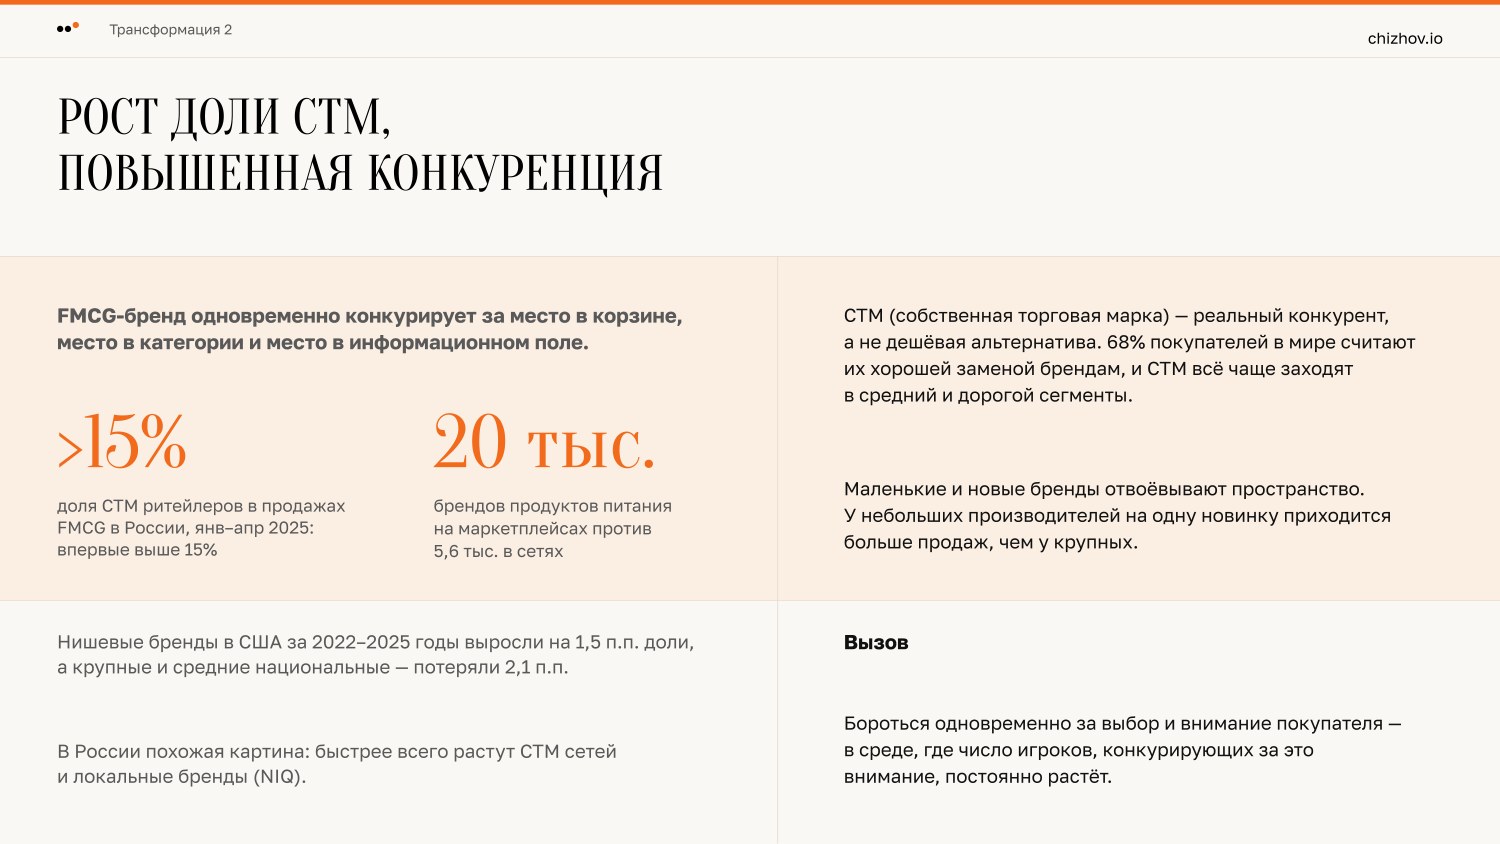 Трансформация 2
chizhov.io
РОСТ ДОЛИ СТМ,
ПОВЫШЕННАЯ КОНКУРЕНЦИЯ
FMCG-бренд одновременно конкурирует за место в корзине,
место в категории и место в информационном поле.
>15%
доля СТМ ритейлеров в продажах
FMCG в России, янв–апр 2025:
впервые выше 15%
20 тыс.
брендов продуктов питания
на маркетплейсах против
5,6 тыс. в сетях
СТМ (собственная торговая марка) — реальный конкурент,
а не дешёвая альтернатива. 68% покупателей в мире считают
их хорошей заменой брендам, и СТМ всё чаще заходят
в средний и дорогой сегменты.
Маленькие и новые бренды отвоёвывают пространство.
У небольших производителей на одну новинку приходится
больше продаж, чем у крупных.
Нишевые бренды в США за 2022–2025 годы выросли на 1,5 п.п. доли,
а крупные и средние национальные — потеряли 2,1 п.п.
В России похожая картина: быстрее всего растут СТМ сетей
и локальные бренды (NIQ).
Вызов
Бороться одновременно за выбор и внимание покупателя —
в среде, где число игроков, конкурирующих за это
внимание, постоянно растёт.